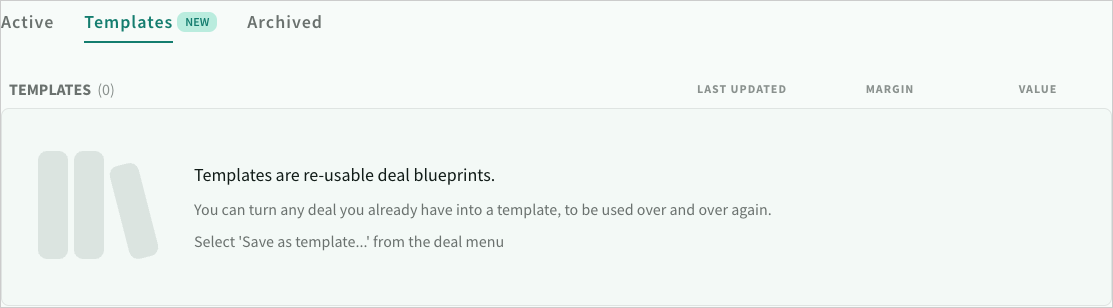 Active Templates NEW Archived
TEMPLATES (0) LAST UPDATED MARGIN VALUE
Templates are re-usable deal blueprints.
You can turn any deal you already have into a template, to be used over and over again.
Select 'Save as template...' from the deal menu